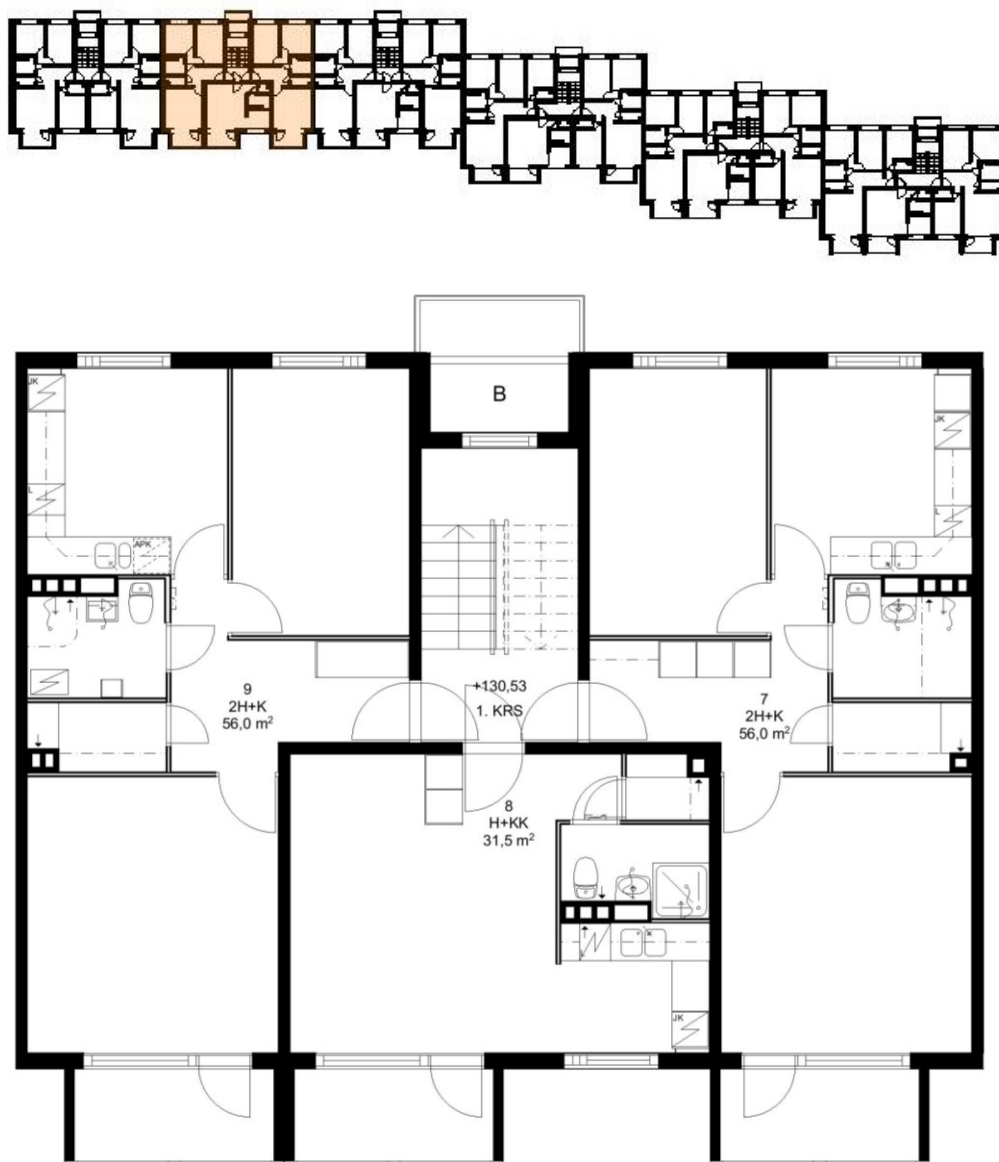 B
JK
JK
L
L
APK
+130,53
1. KRS
9
2H+K
56,0 m²
7
2H+K
56,0 m²
8
H+KK
31,5 m²
L
JK